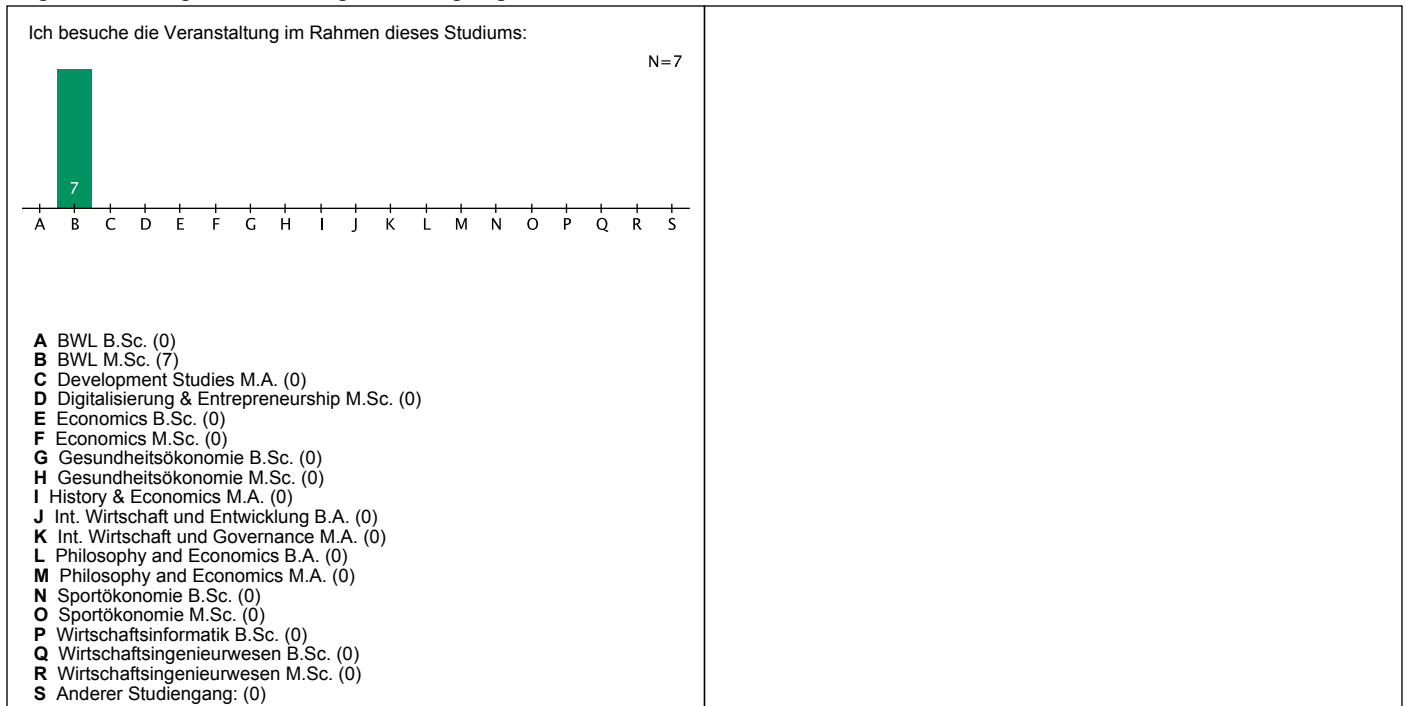 Ich besuche die Veranstaltung im Rahmen dieses Studiums:
N=7
7
A B C D E F G H I J K L M N O P Q R S
A BWL B.Sc. (0)
B BWL M.Sc. (7)
C Development Studies M.A. (0)
D Digitalisierung & Entrepreneurship M.Sc. (0)
E Economics B.Sc. (0)
F Economics M.Sc. (0)
G Gesundheitsökonomie B.Sc. (0)
H Gesundheitsökonomie M.Sc. (0)
I History & Economics M.A. (0)
J Int. Wirtschaft und Entwicklung B.A. (0)
K Int. Wirtschaft und Governance M.A. (0)
L Philosophy and Economics B.A. (0)
M Philosophy and Economics M.A. (0)
N Sportökonomie B.Sc. (0)
O Sportökonomie M.Sc. (0)
P Wirtschaftsinformatik B.Sc. (0)
Q Wirtschaftsingenieurwesen B.Sc. (0)
R Wirtschaftsingenieurwesen M.Sc. (0)
S Anderer Studiengang: (0)